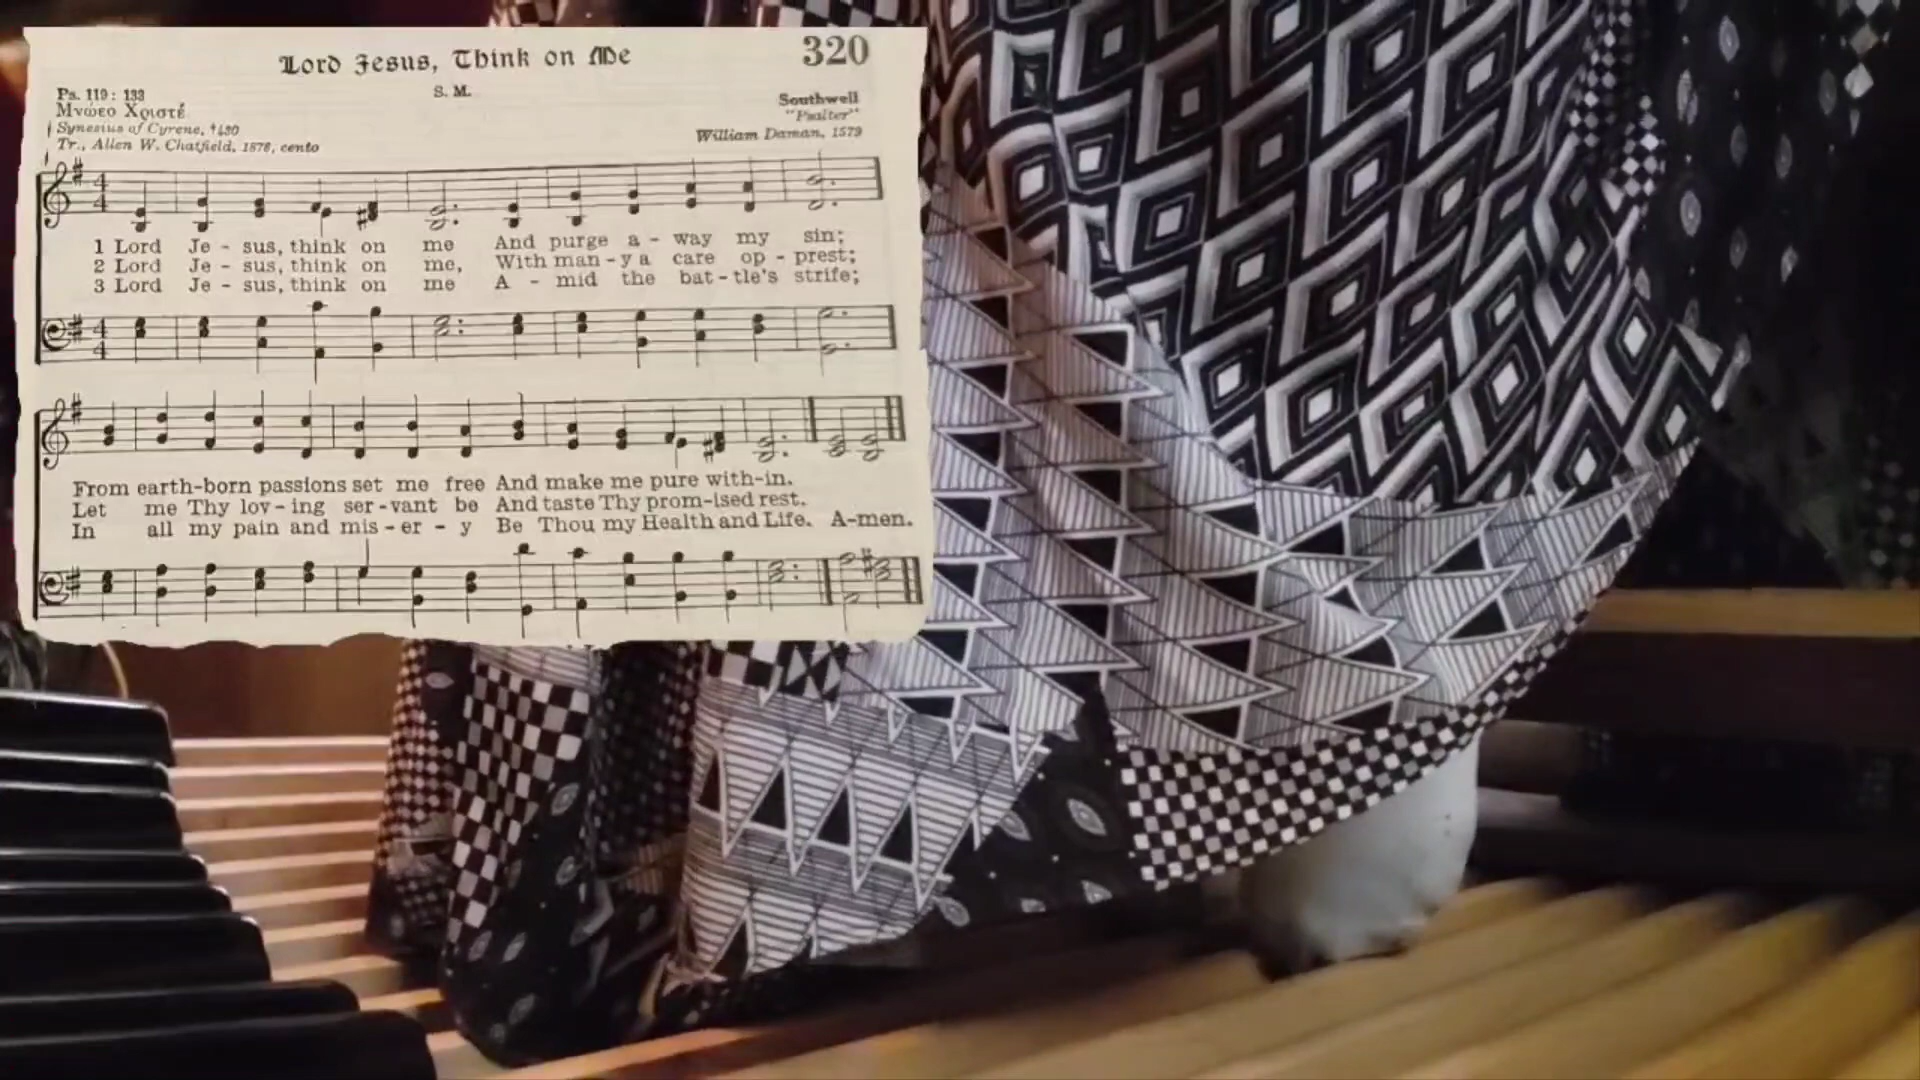 Lord Jesus, Think on Me
320
Ps. 119: 133
S. M.
Μνώεο Χριστέ
Southwell
"Psalter"
Synesius of Cyrene, †430
William Daman, 1579
Tr., Allen W. Chatfield, 1876, cento
1 Lord Je - sus, think on me And purge a - way my sin;
2 Lord Je - sus, think on me, With man - y a care op - prest;
3 Lord Je - sus, think on me A - mid the bat - tle's strife;
From earth-born passions set me free And make me pure with-in.
Let me Thy lov - ing ser - vant be And taste Thy prom-ised rest.
In all my pain and mis - er - y Be Thou my Health and Life. A-men.